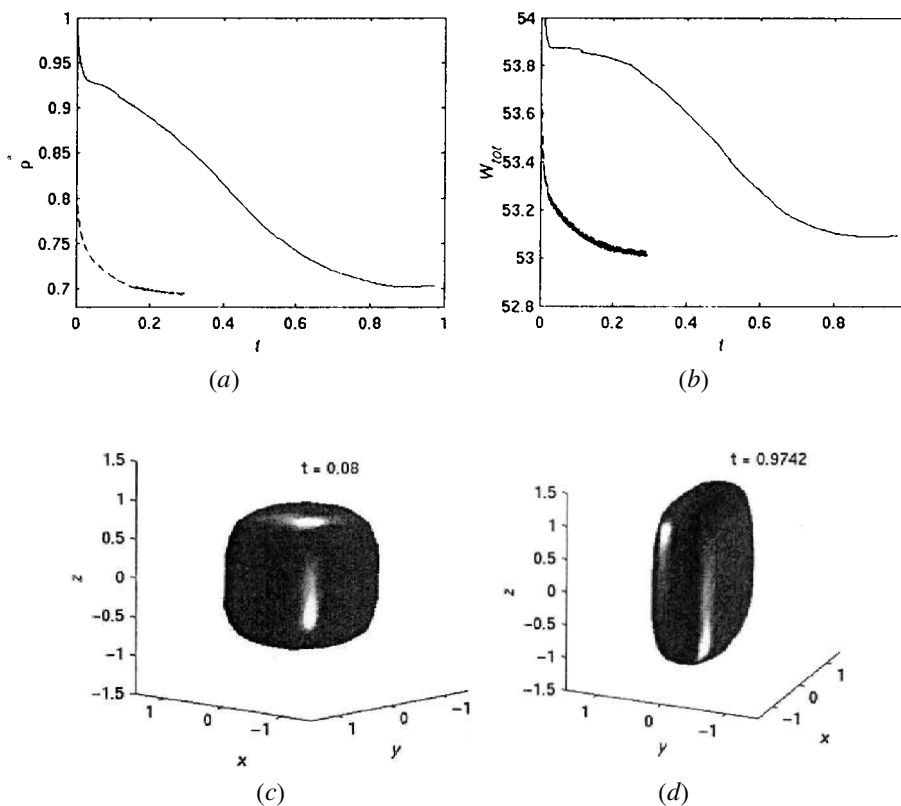 1
0.95
0.9
0.85
0.8
0.75
0.7
ρ*
0 0.2 0.4 0.6 0.8 1
t
(a)
54
53.8
53.6
53.4
53.2
53
52.8
W_tot
0 0.2 0.4 0.6 0.8
t
(b)
t = 0.08
1.5
1
0.5
0
−0.5
−1
−1.5
z
1 0 −1
x
1 0 −1
y
(c)
t = 0.9742
1.5
1
0.5
0
−0.5
−1
−1.5
z
1 0 −1
y
−1 0 1
x
(d)